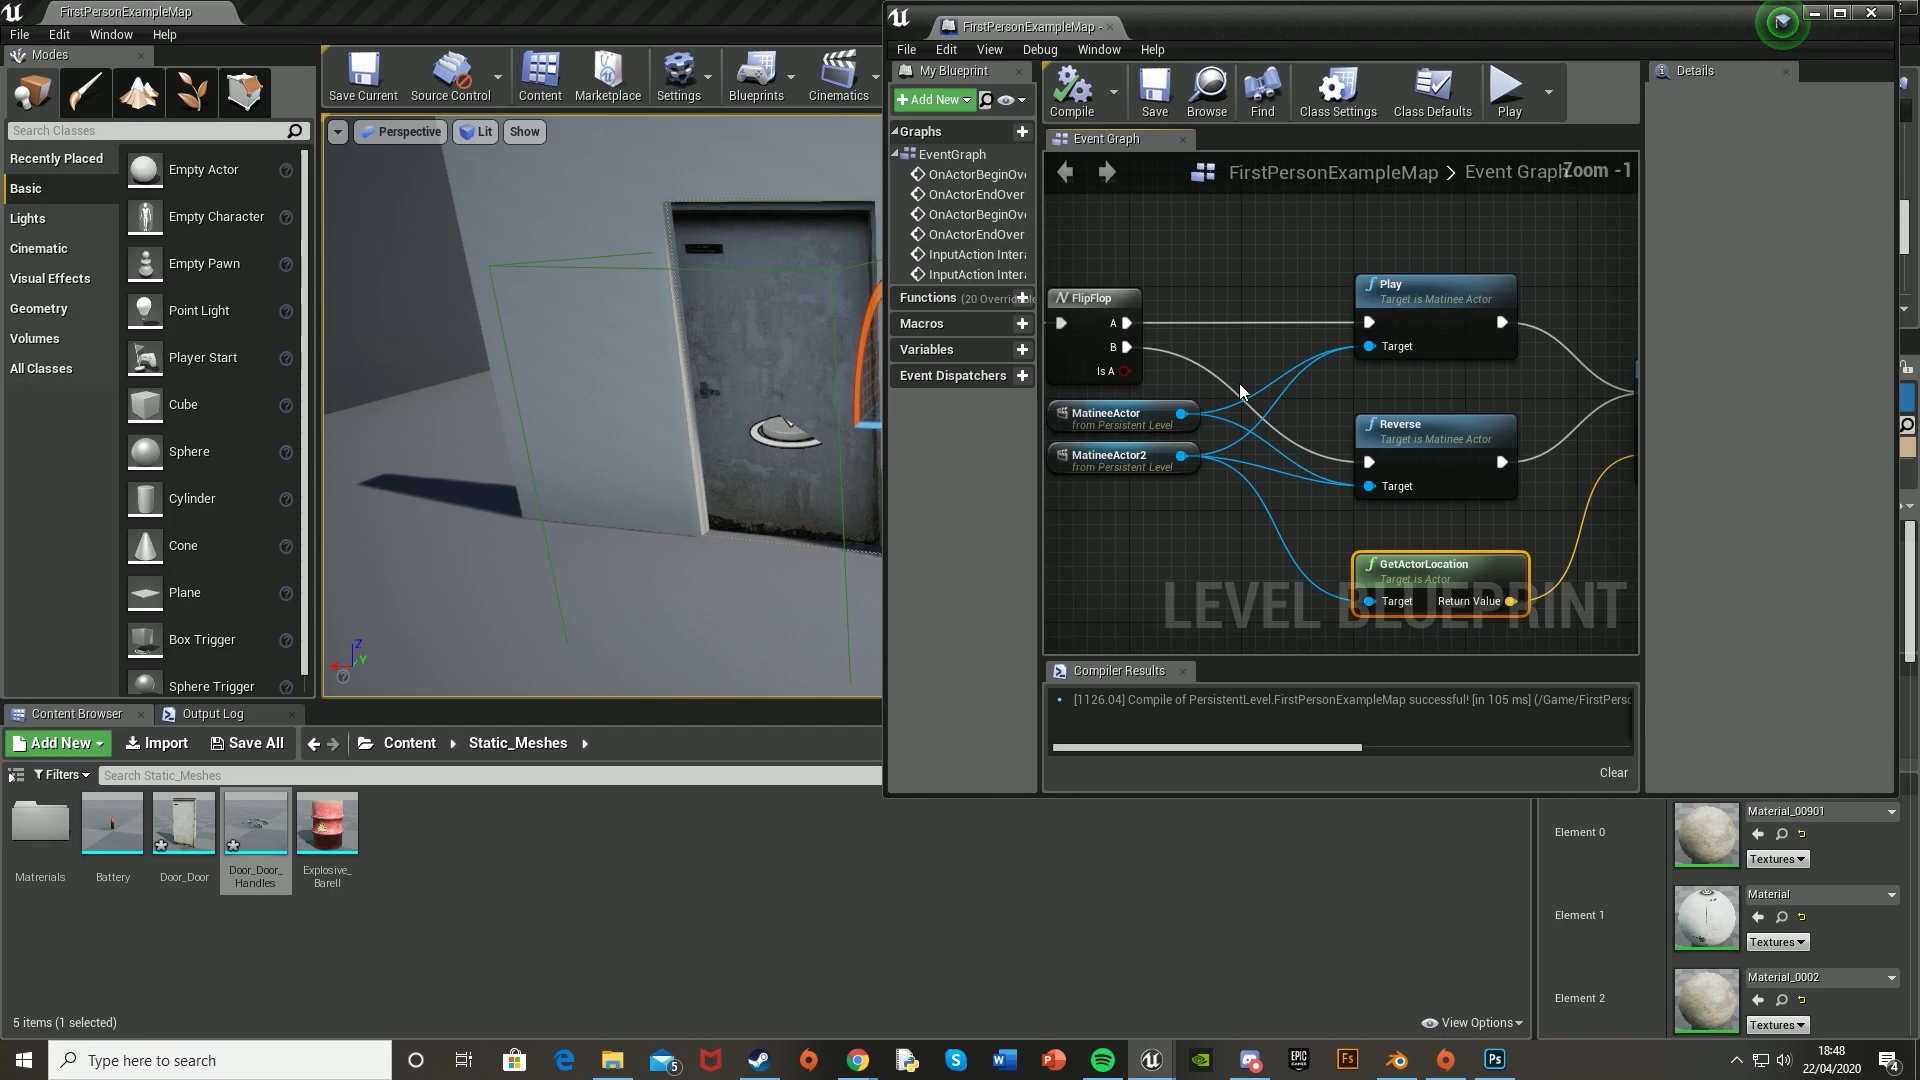 FirstPersonExampleMap
File Edit Window Help
Modes
Search Classes
Recently Placed
Basic
Lights
Cinematic
Visual Effects
Geometry
Volumes
All Classes
Empty Actor
Empty Character
Empty Pawn
Point Light
Player Start
Cube
Sphere
Cylinder
Cone
Plane
Box Trigger
Sphere Trigger
Save Current Source Control Content Marketplace Settings Blueprints Cinematics
Perspective Lit Show
Z
X
Y
FirstPersonExampleMap -
File Edit View Debug Window Help
My Blueprint
+Add New
Graphs
EventGraph
OnActorBeginOve
OnActorEndOver
OnActorBeginOve
OnActorEndOver
InputAction Intera
InputAction Intera
Functions (20 Overridable
Macros
Variables
Event Dispatchers
Compile Save Browse Find Class Settings Class Defaults Play
Event Graph
FirstPersonExampleMap > Event Graph
Zoom -1
FlipFlop
A
B
Is A
MatineeActor
from Persistent Level
MatineeActor2
from Persistent Level
Play
Target is Matinee Actor
Target
Reverse
Target is Matinee Actor
Target
GetActorLocation
Target is Actor
Target Return Value
LEVEL BLUEPRINT
Compiler Results
[1126.04] Compile of PersistentLevel.FirstPersonExampleMap successful! [in 105 ms] (/Game/FirstPerso
Clear
Details
Content Browser Output Log
Add New Import Save All Content Static_Meshes
Filters Search Static_Meshes
Matrerials
Battery
Door_Door
Door_Door_
Handles
Explosive_
Barell
5 items (1 selected)
View Options
Element 0
Material_00901
Textures
Element 1
Material
Textures
Element 2
Material_0002
Textures
Type here to search
5
18:48
22/04/2020
4